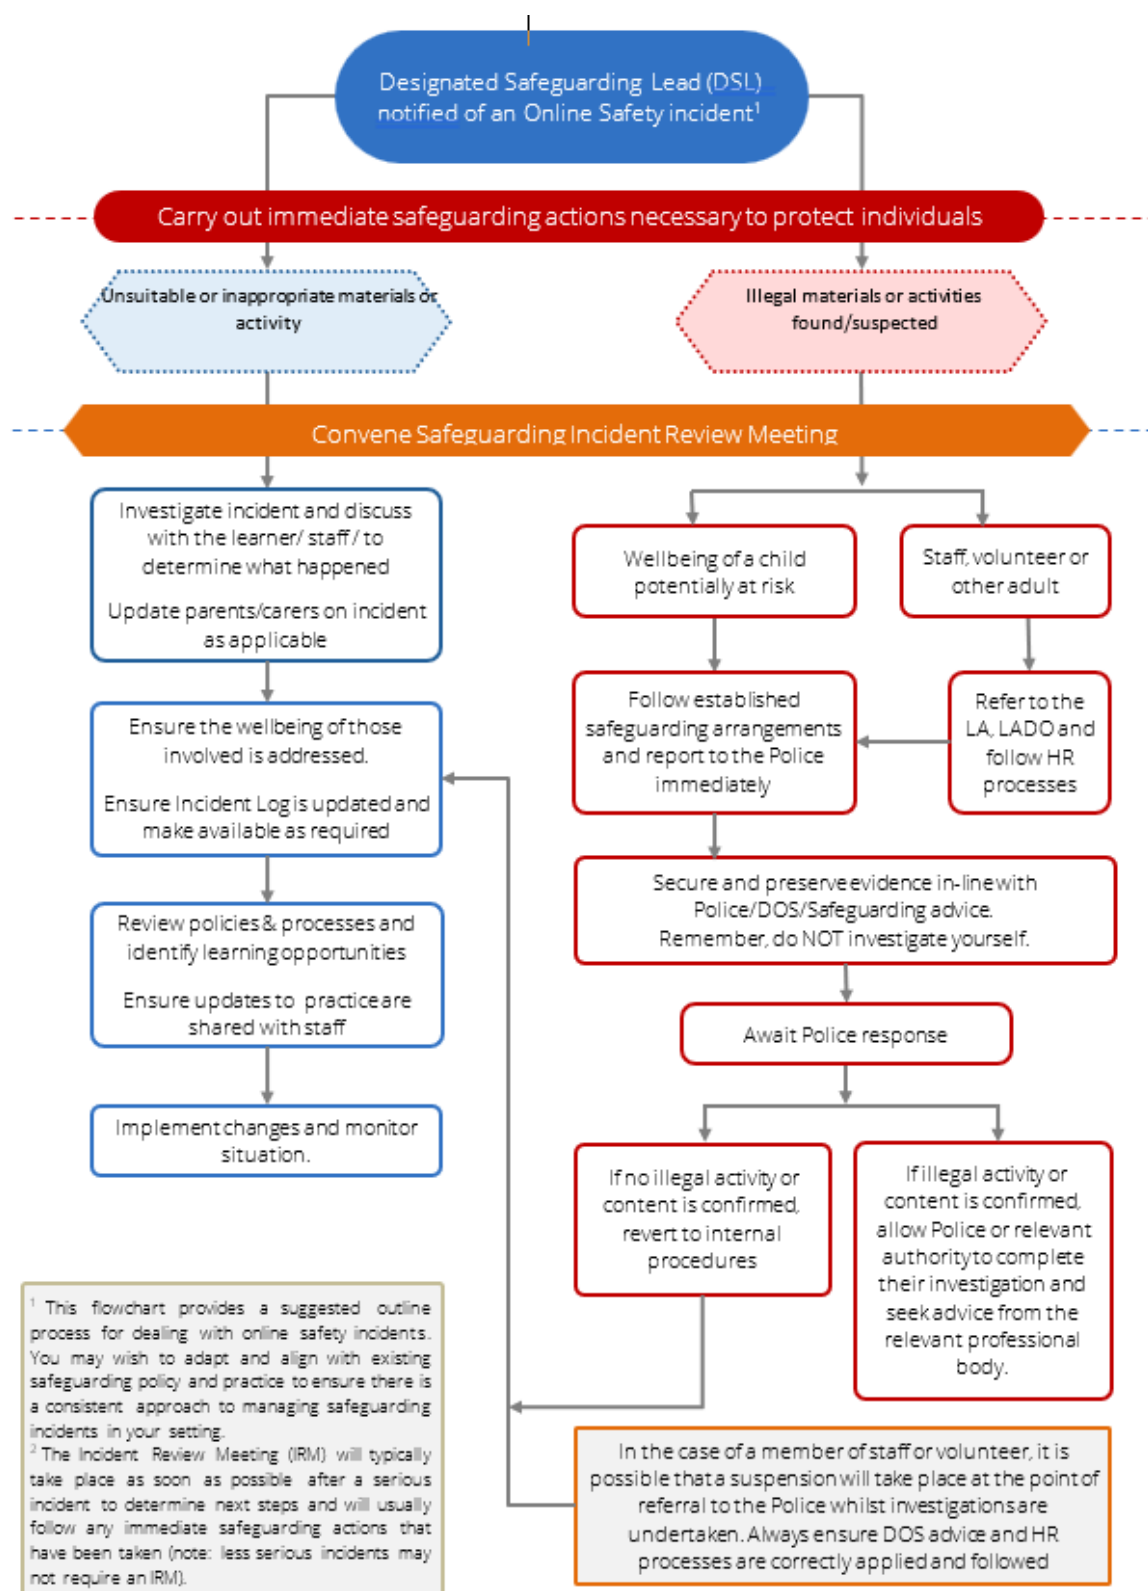 Designated Safeguarding Lead (DSL)
notified of an Online Safety incident1
Carry out immediate safeguarding actions necessary to protect individuals
Unsuitable or inappropriate materials or
activity
Illegal materials or activities
found/suspected
Convene Safeguarding Incident Review Meeting
Investigate incident and discuss
with the learner/ staff / to
determine what happened
Update parents/carers on incident
as applicable
Wellbeing of a child
potentially at risk
Staff, volunteer or
other adult
Ensure the wellbeing of those
involved is addressed.
Ensure Incident Log is updated and
make available as required
Follow established
safeguarding arrangements
and report to the Police
immediately
Refer to the
LA, LADO and
follow HR
processes
Secure and preserve evidence in-line with
Police/DOS/Safeguarding advice.
Remember, do NOT investigate yourself.
Review policies & processes and
identify learning opportunities
Ensure updates to practice are
shared with staff
Await Police response
Implement changes and monitor
situation.
If no illegal activity or
content is confirmed,
revert to internal
procedures
If illegal activity or
content is confirmed,
allow Police or relevant
authority to complete
their investigation and
seek advice from the
relevant professional
body.
1 This flowchart provides a suggested outline
process for dealing with online safety incidents.
You may wish to adapt and align with existing
safeguarding policy and practice to ensure there is
a consistent approach to managing safeguarding
incidents in your setting.
2 The Incident Review Meeting (IRM) will typically
take place as soon as possible after a serious
incident to determine next steps and will usually
follow any immediate safeguarding actions that
have been taken (note: less serious incidents may
not require an IRM).
In the case of a member of staff or volunteer, it is
possible that a suspension will take place at the point of
referral to the Police whilst investigations are
undertaken. Always ensure DOS advice and HR
processes are correctly applied and followed